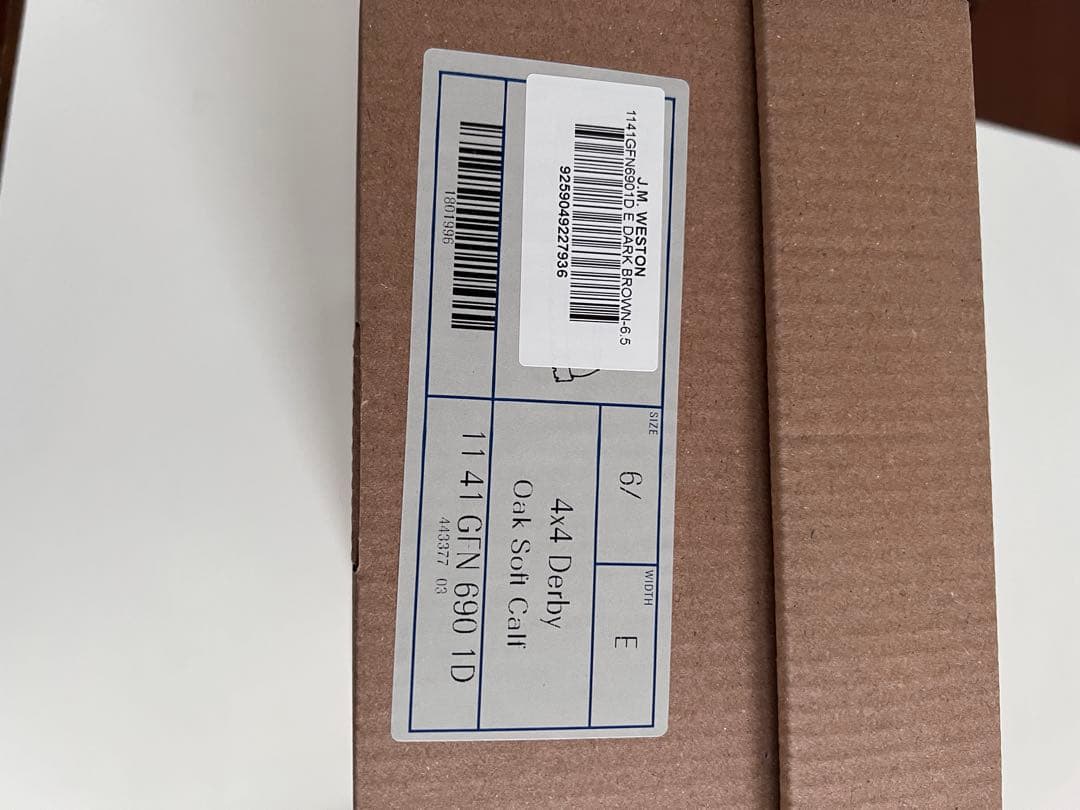 J.M. WESTON
1141GFN6901D E DARK BROWN-6.5
9259049227936
SIZE
6/
WIDTH
E
4x4 Derby
Oak Soft Calf
1801996
11 41 GFN 690 1D
443377 03